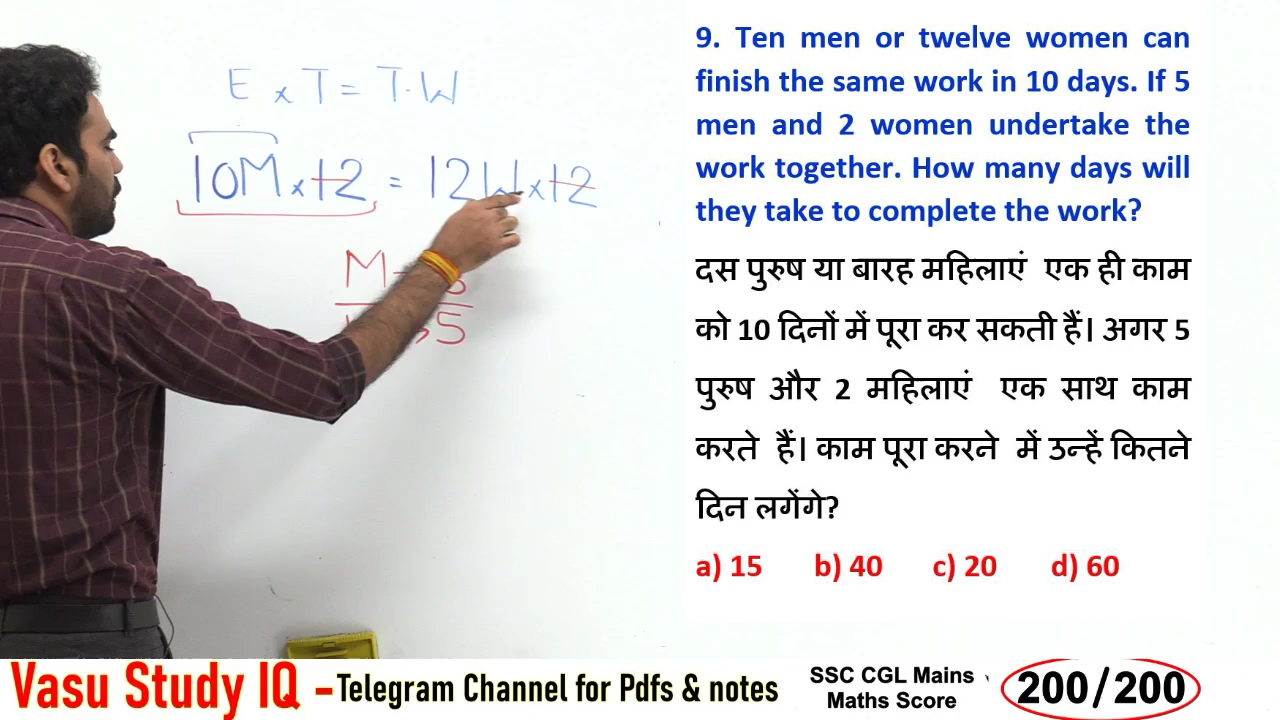 E x T = T.W
10M x 12 = 12W x 12
M
5
9. Ten men or twelve women can
finish the same work in 10 days. If 5
men and 2 women undertake the
work together. How many days will
they take to complete the work?
दस पुरुष या बारह महिलाएं एक ही काम
को 10 दिनों में पूरा कर सकती हैं। अगर 5
पुरुष और 2 महिलाएं एक साथ काम
करते हैं। काम पूरा करने में उन्हें कितने
दिन लगेंगे?
a) 15 b) 40 c) 20 d) 60
Vasu Study IQ – Telegram Channel for Pdfs & notes
SSC CGL Mains
Maths Score
200/200